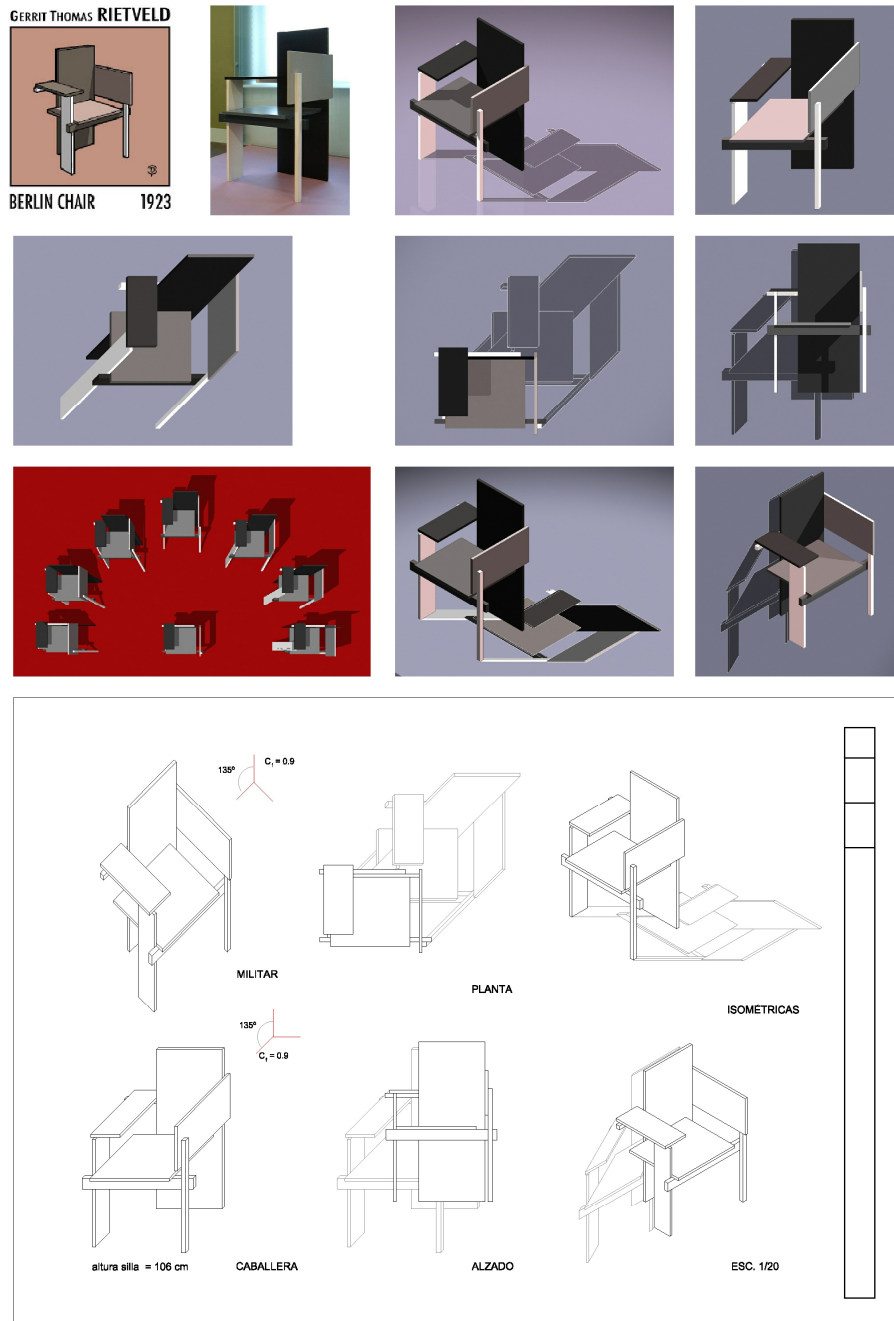 GERRIT THOMAS RIETVELD
BERLIN CHAIR 1923
135º
C₁ = 0.9
MILITAR
PLANTA
ISOMÉTRICAS
135º
C₁ = 0.9
altura silla = 106 cm
CABALLERA
ALZADO
ESC. 1/20